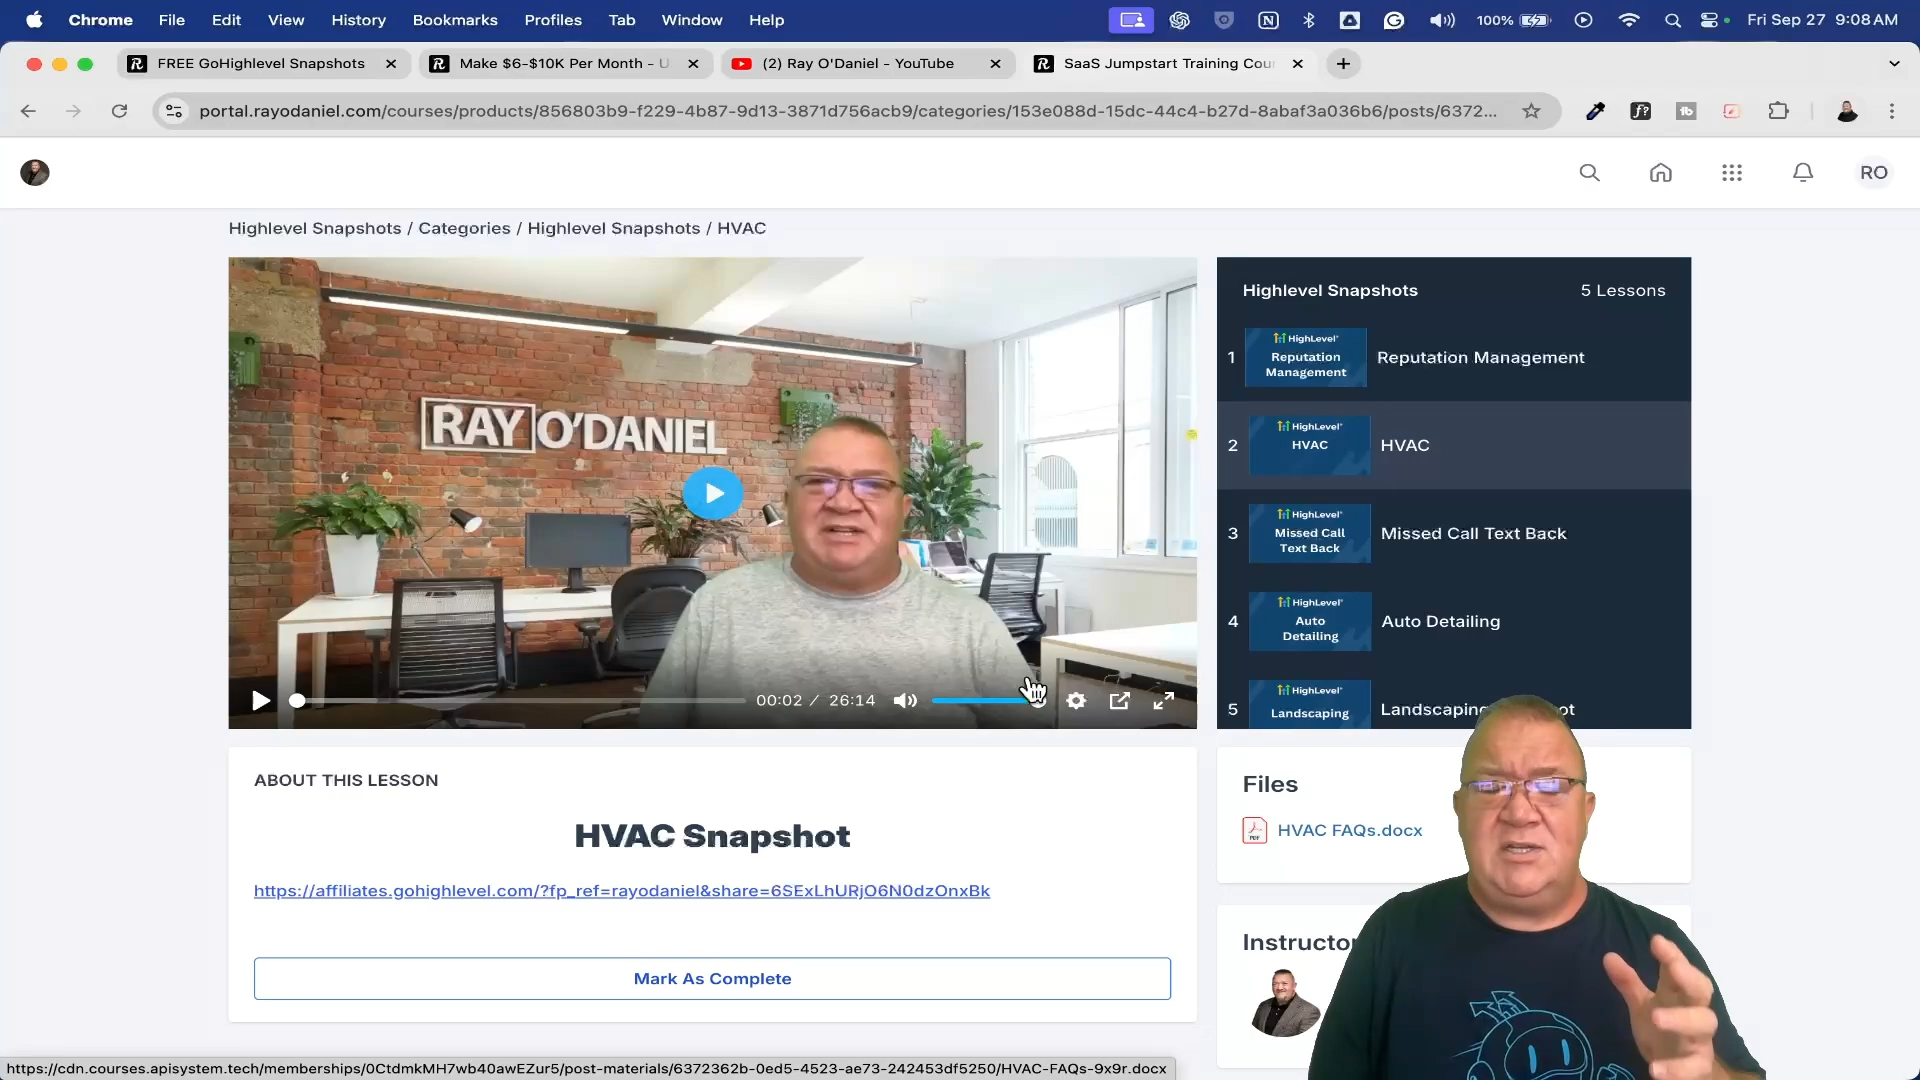 Chrome File Edit View History Bookmarks Profiles Tab Window Help 100% Fri Sep 27 9:08 AM
FREE GoHighlevel Snapshots Make $6-$10K Per Month - U (2) Ray O'Daniel - YouTube SaaS Jumpstart Training Cou
portal.rayodaniel.com/courses/products/856803b9-f229-4b87-9d13-3871d756acb9/categories/153e088d-15dc-44c4-b27d-8abaf3a036b6/posts/6372...
RO
Highlevel Snapshots / Categories / Highlevel Snapshots / HVAC
RAY O'DANIEL
00:02 / 26:14
Highlevel Snapshots 5 Lessons
1 HighLevel Reputation Management Reputation Management
2 HighLevel HVAC HVAC
3 HighLevel Missed Call Text Back Missed Call Text Back
4 HighLevel Auto Detailing Auto Detailing
5 HighLevel Landscaping Landscaping
ABOUT THIS LESSON
HVAC Snapshot
https://affiliates.gohighlevel.com/?fp_ref=rayodaniel&share=6SExLhURjO6N0dzOnxBk
Mark As Complete
Files
PDF HVAC FAQs.docx
Instructor
https://cdn.courses.apisystem.tech/memberships/0CtdmkMH7wb40awEZur5/post-materials/6372362b-0ed5-4523-ae73-242453df5250/HVAC-FAQs-9x9r.docx